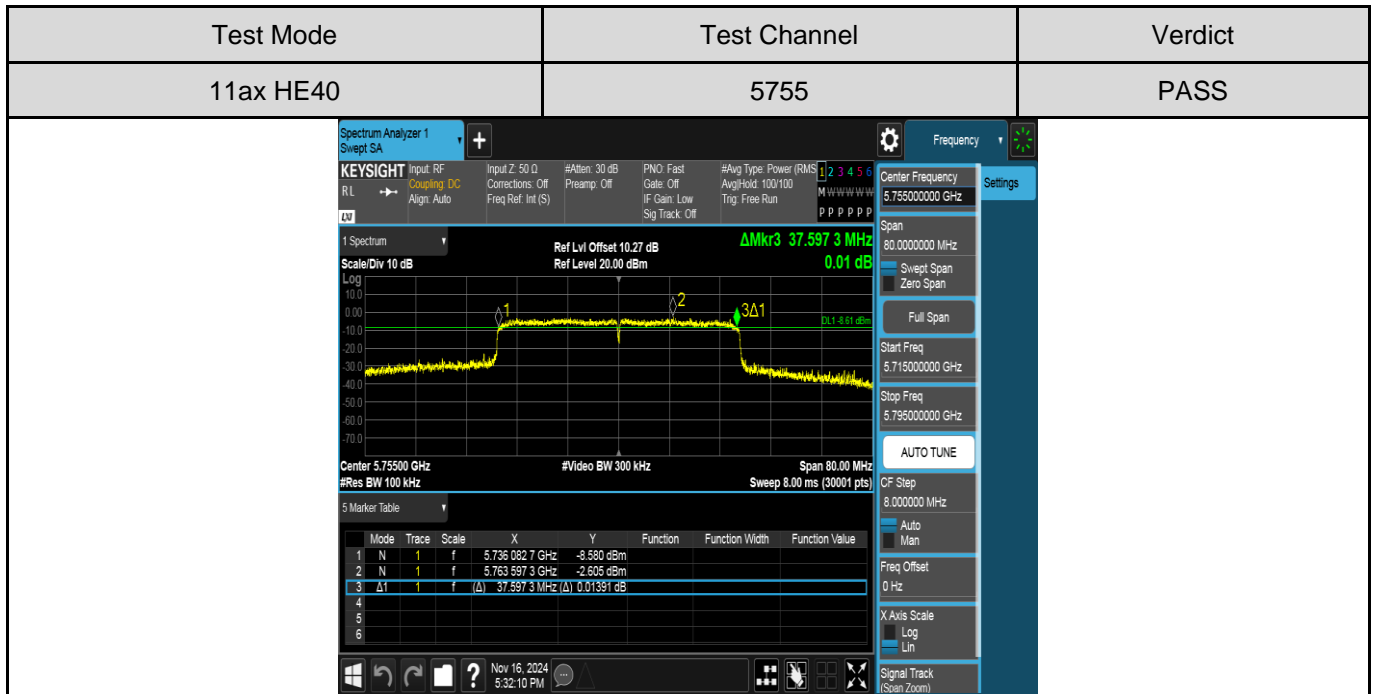 Test Mode Test Channel Verdict
11ax HE40 5755 PASS
Spectrum Analyzer 1
Swept SA
+
Frequency
KEYSIGHT Input: RF Input Z: 50 Ω #Atten: 30 dB PNO: Fast #Avg Type: Power (RMS 1 2 3 4 5 6
R L Coupling: DC Corrections: Off Preamp: Off Gate: Off Avg|Hold: 100/100 M W W W W W
Align: Auto Freq Ref: Int (S) IF Gain: Low Trig: Free Run
LXI Sig Track: Off P P P P P P
Center Frequency
5.755000000 GHz
Settings
Span
80.0000000 MHz
Swept Span
Zero Span
Full Span
Start Freq
5.715000000 GHz
Stop Freq
5.795000000 GHz
AUTO TUNE
CF Step
8.000000 MHz
Auto
Man
Freq Offset
0 Hz
X Axis Scale
Log
Lin
Signal Track
(Span Zoom)
1 Spectrum Ref Lvl Offset 10.27 dB ΔMkr3 37.597 3 MHz
Scale/Div 10 dB Ref Level 20.00 dBm 0.01 dB
Log
10.0
0.00
-10.0
-20.0
-30.0
-40.0
-50.0
-60.0
-70.0
1
2
3Δ1
DL1 -8.61 dBm
Center 5.75500 GHz #Video BW 300 kHz Span 80.00 MHz
#Res BW 100 kHz Sweep 8.00 ms (30001 pts)
5 Marker Table
Mode Trace Scale X Y Function Function Width Function Value
1 N 1 f 5.736 082 7 GHz -8.580 dBm
2 N 1 f 5.763 597 3 GHz -2.605 dBm
3 Δ1 1 f (Δ) 37.597 3 MHz (Δ) 0.01391 dB
4
5
6
? Nov 16, 2024
5:32:10 PM